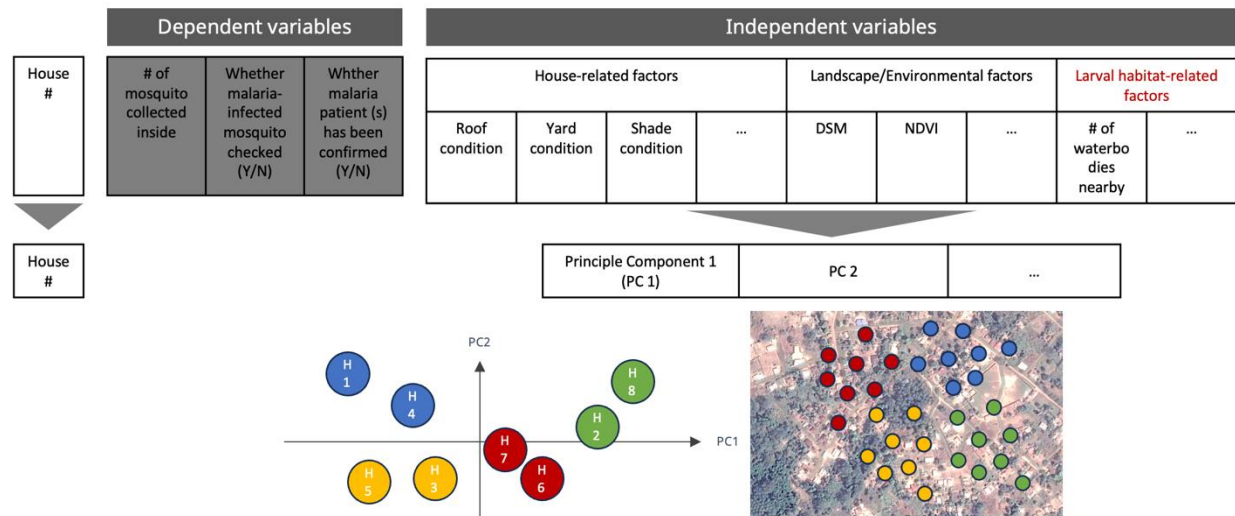 Dependent variables
Independent variables
House
#
# of
mosquito
collected
inside
Whether
malaria-
infected
mosquito
checked
(Y/N)
Whther
malaria
patient (s)
has been
confirmed
(Y/N)
House-related factors
Landscape/Environmental factors
Larval habitat-related
factors
Roof
condition
Yard
condition
Shade
condition
...
DSM
NDVI
...
# of
waterbo
dies
nearby
...
House
#
Principle Component 1
(PC 1)
PC 2
...
PC2
PC1
H
1
H
4
H
8
H
2
H
7
H
6
H
5
H
3